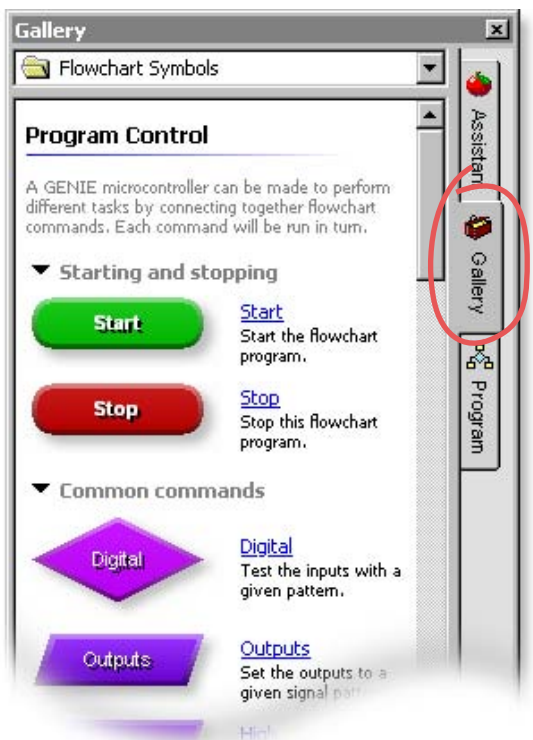 Gallery
Flowchart Symbols
Program Control
A GENIE microcontroller can be made to perform
different tasks by connecting together flowchart
commands. Each command will be run in turn.
Starting and stopping
Start
Start
Start the flowchart
program.
Stop
Stop
Stop this flowchart
program.
Common commands
Digital
Digital
Test the inputs with a
given pattern.
Outputs
Outputs
Set the outputs to a
given signal
Assistant
Gallery
Program